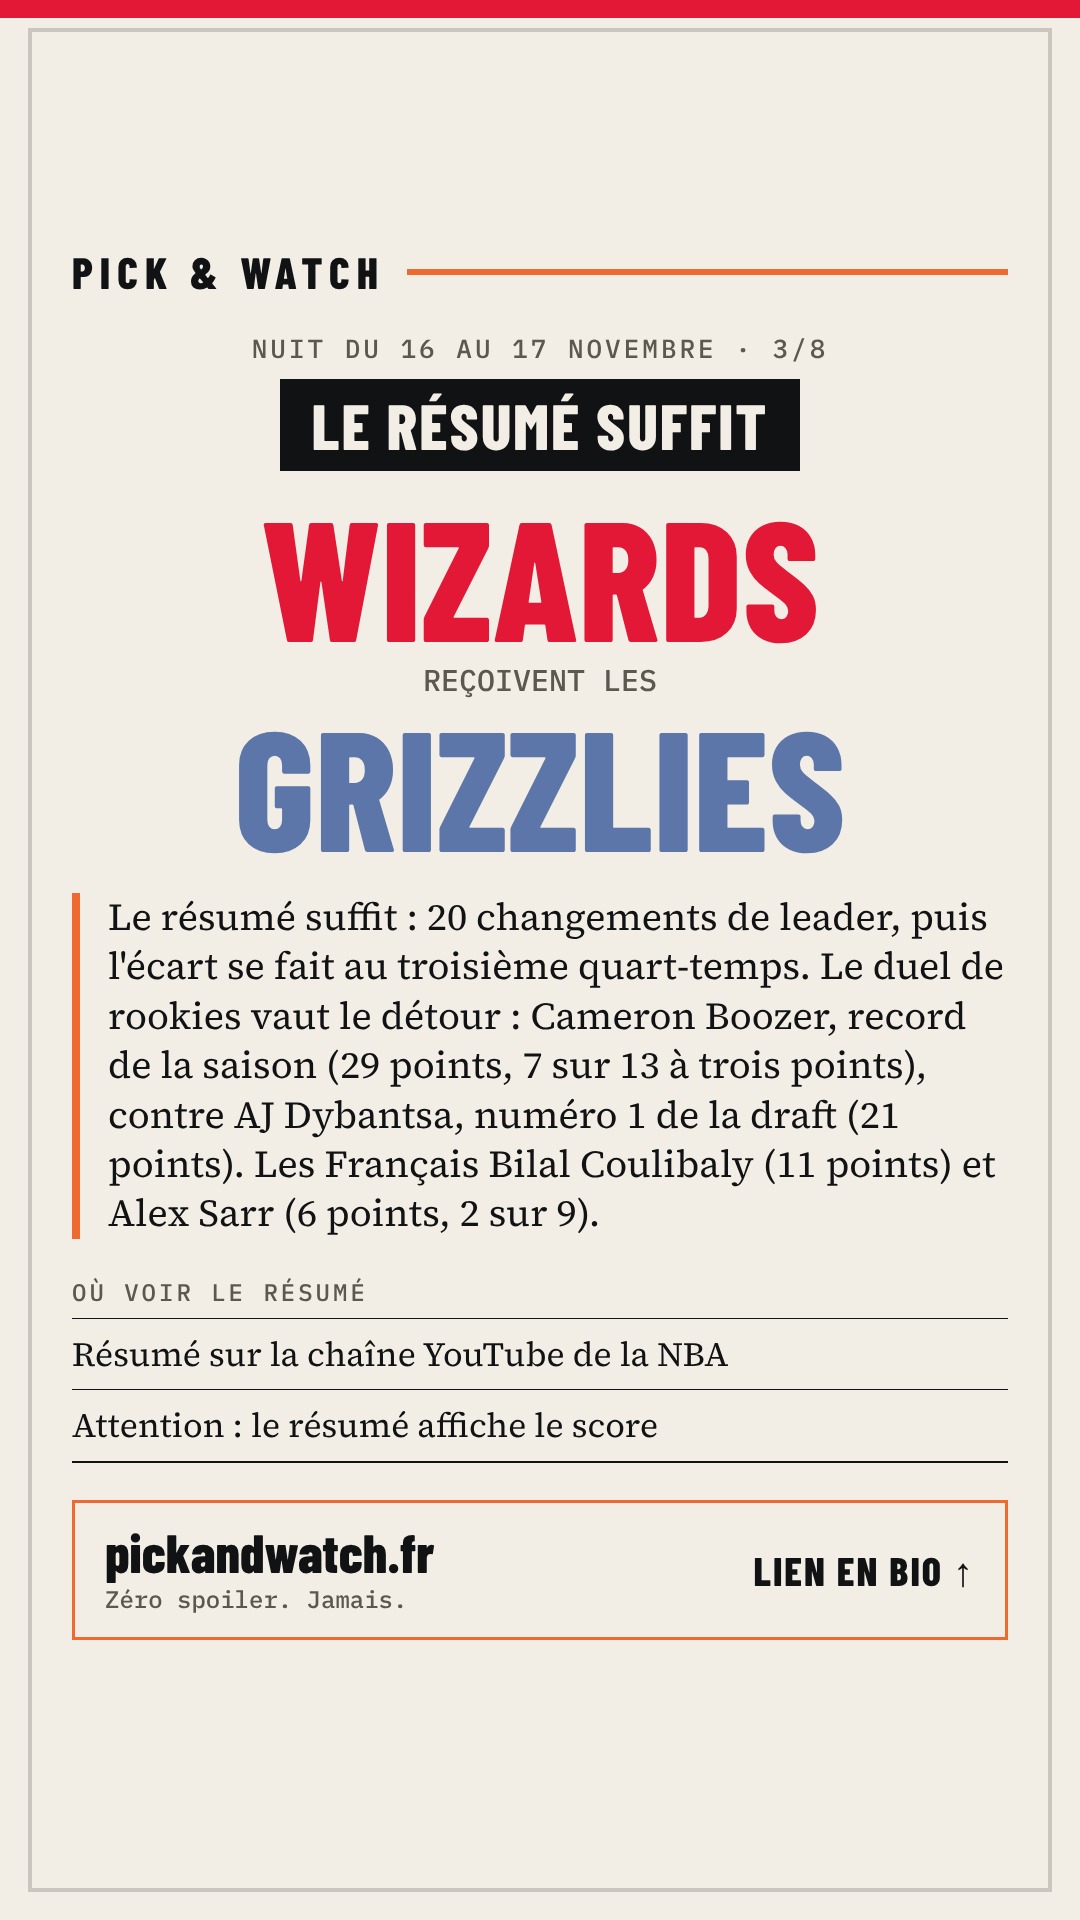 PICK & WATCH
NUIT DU 16 AU 17 NOVEMBRE · 3/8
LE RÉSUMÉ SUFFIT
WIZARDS
REÇOIVENT LES
GRIZZLIES
Le résumé suffit : 20 changements de leader, puis
l'écart se fait au troisième quart-temps. Le duel de
rookies vaut le détour : Cameron Boozer, record
de la saison (29 points, 7 sur 13 à trois points),
contre AJ Dybantsa, numéro 1 de la draft (21
points). Les Français Bilal Coulibaly (11 points) et
Alex Sarr (6 points, 2 sur 9).
OÙ VOIR LE RÉSUMÉ
Résumé sur la chaîne YouTube de la NBA
Attention : le résumé affiche le score
pickandwatch.fr
Zéro spoiler. Jamais.
LIEN EN BIO ↑